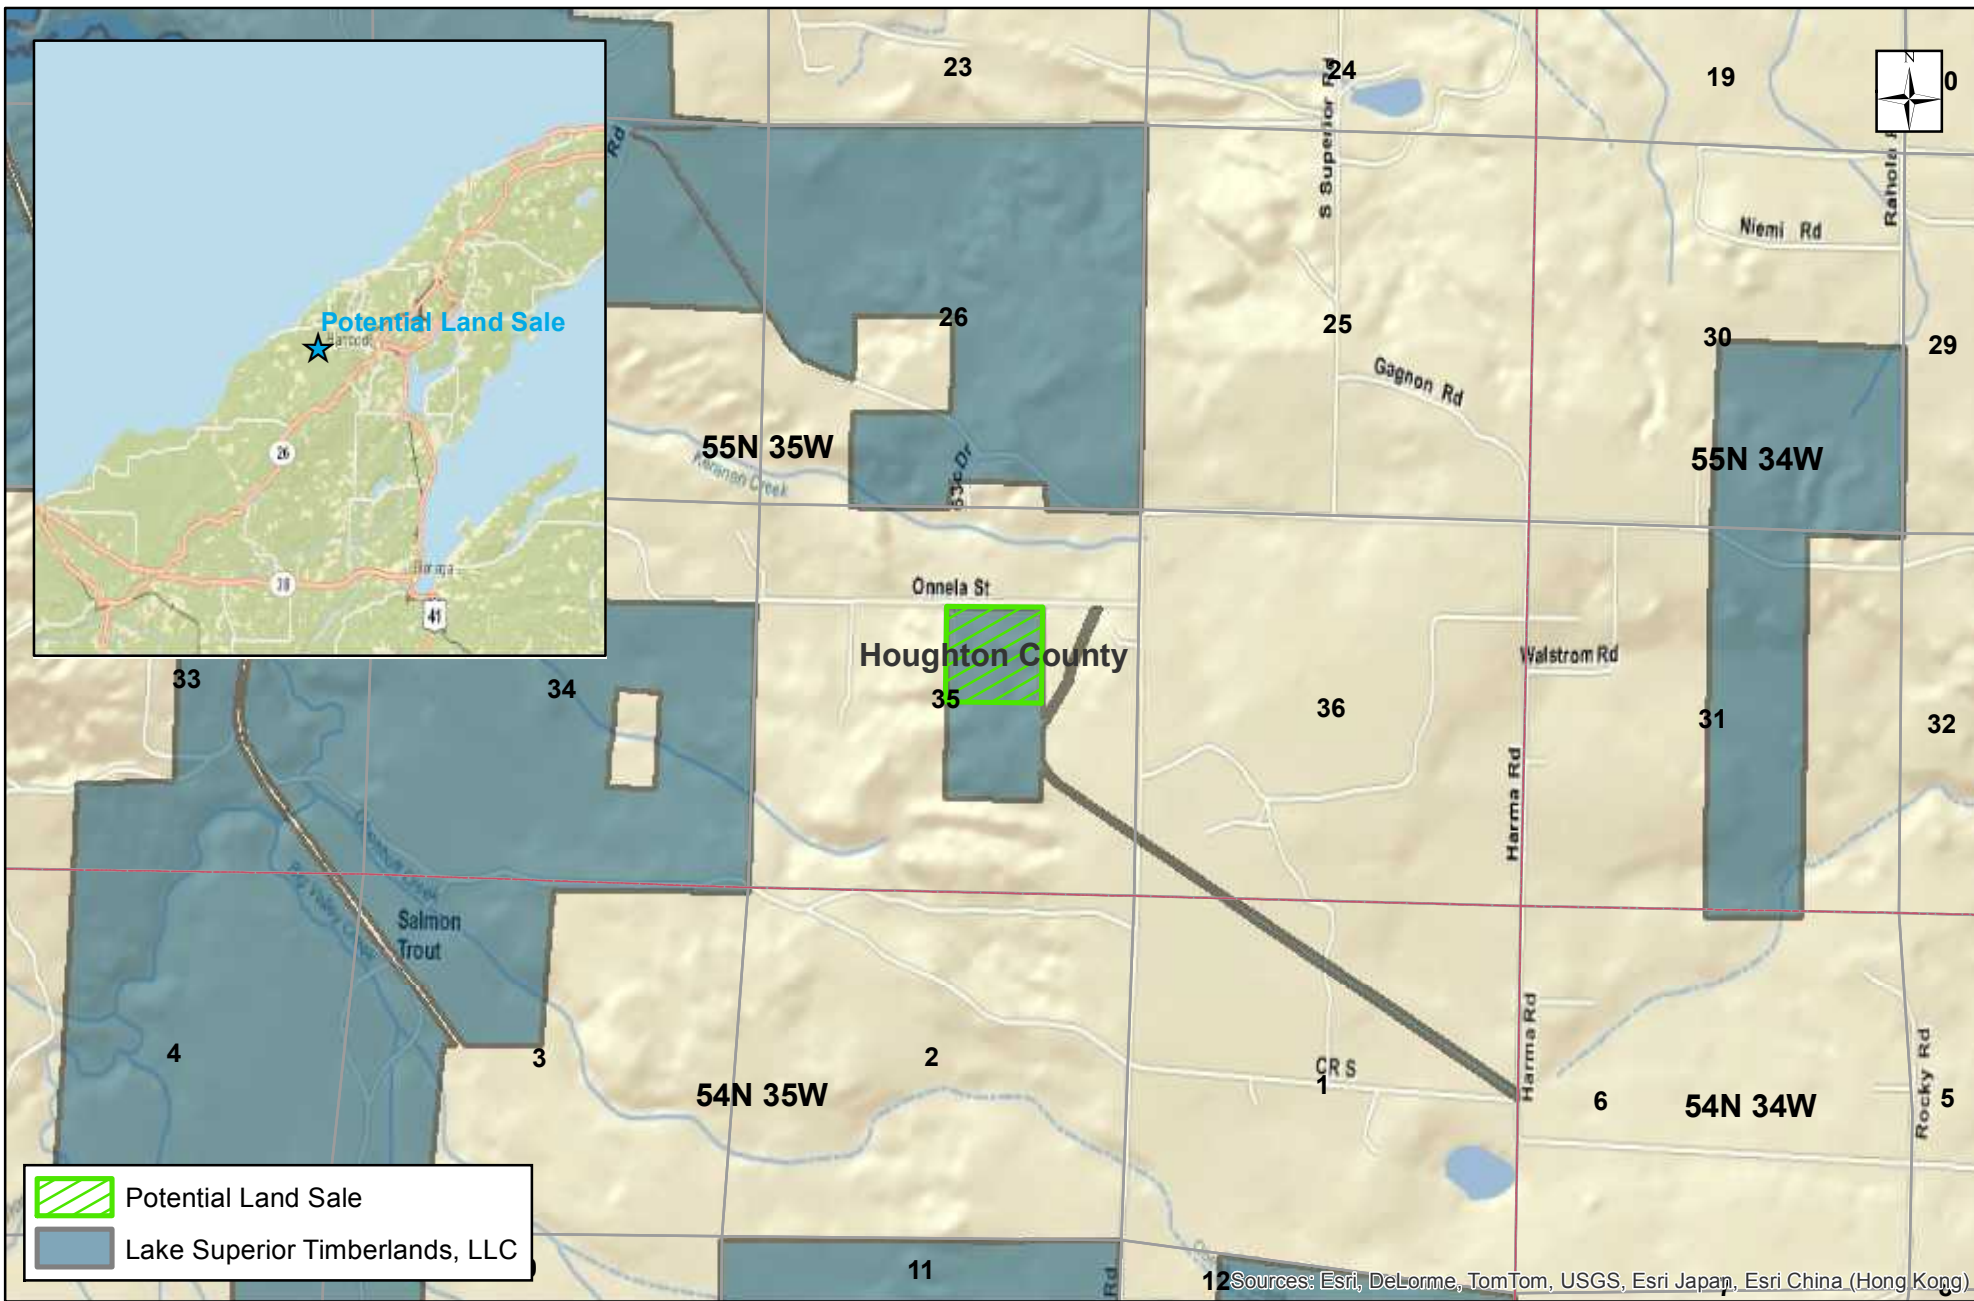 23
24
19
0
N
S Superior Rd
Rahola
Niemi Rd
Rd
Potential Land Sale
Hancock
26
25
30
29
Gagnon Rd
55N 35W
55N 34W
26
Onnela St
Houghton County
Walstrom Rd
38
Baraga
41
33
34
35
36
31
32
Harma Rd
Salmon
Trout
4
3
2
CR S
1
Harma Rd
6
5
Rocky Rd
54N 35W
54N 34W
Potential Land Sale
Lake Superior Timberlands, LLC
11
Rd
12
Sources: Esri, DeLorme, TomTom, USGS, Esri Japan, Esri China (Hong Kong)